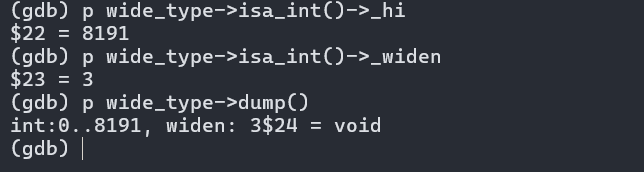 (gdb) p wide_type->isa_int()->_hi
$22 = 8191
(gdb) p wide_type->isa_int()->_widen
$23 = 3
(gdb) p wide_type->dump()
int:0..8191, widen: 3$24 = void
(gdb)